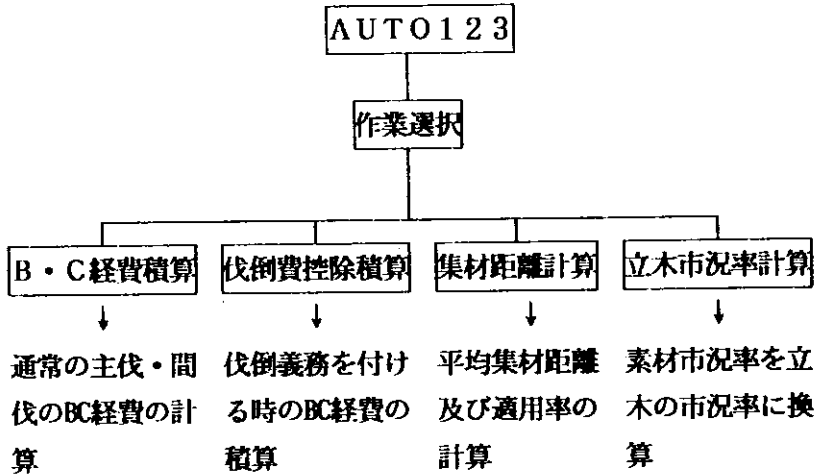 AUTO123
作業選択
B・C経費積算
伐倒費控除積算
集材距離計算
立木市況率計算
通常の主伐・間
伐のBC経費の計
算
伐倒義務を付け
る時のBC経費の
積算
平均集材距離
及び適用率の
計算
素材市況率を立
木の市況率に換
算